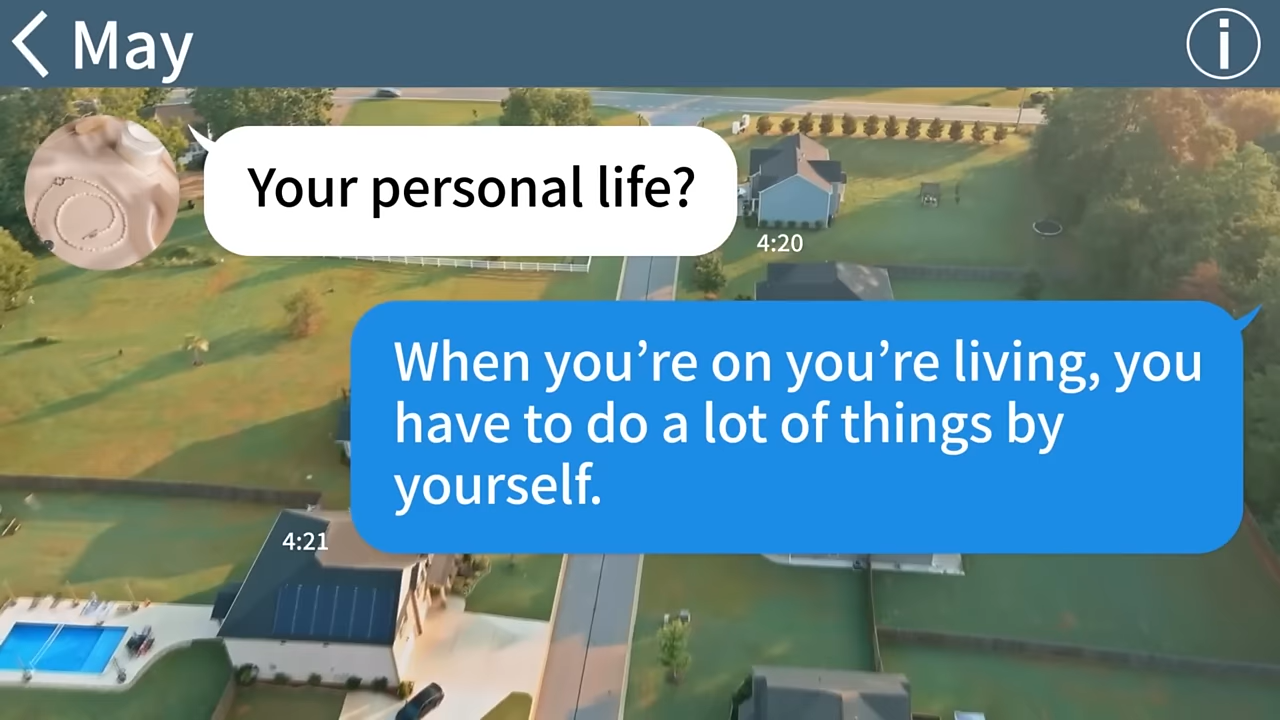 May
Your personal life?
4:20
When you’re on you’re living, you
have to do a lot of things by
yourself.
4:21